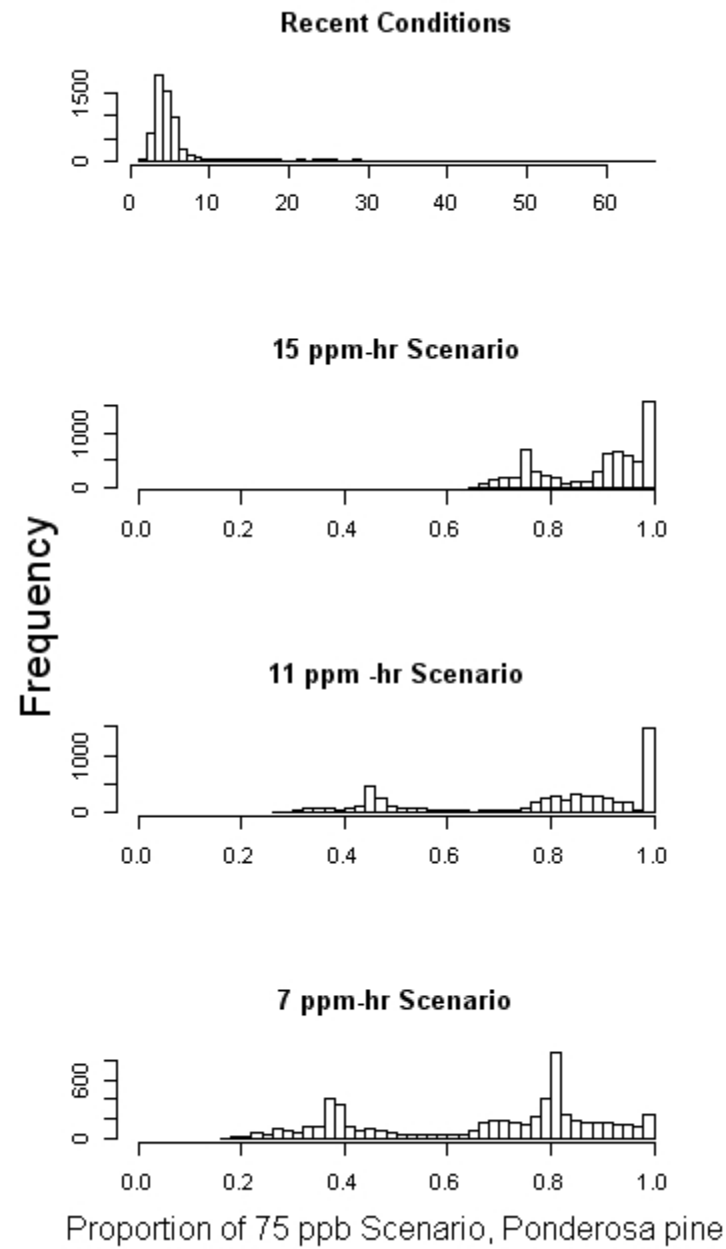 Recent Conditions
1500
0
0 10 20 30 40 50 60
15 ppm-hr Scenario
1000
0
0.0 0.2 0.4 0.6 0.8 1.0
Frequency
11 ppm -hr Scenario
1000
0
0.0 0.2 0.4 0.6 0.8 1.0
7 ppm-hr Scenario
600
0
0.0 0.2 0.4 0.6 0.8 1.0
Proportion of 75 ppb Scenario, Ponderosa pine